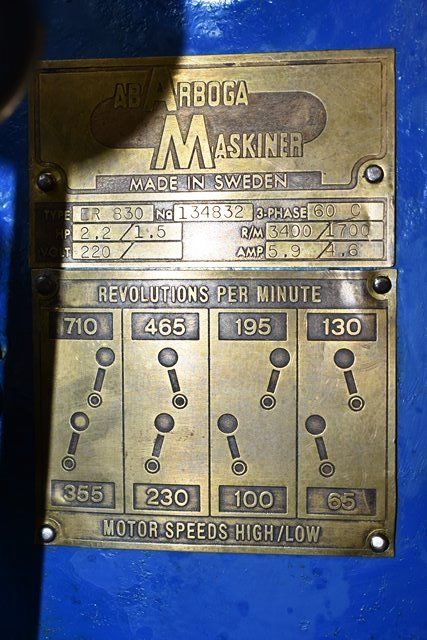 AB ARBOGA
MASKINER
MADE IN SWEDEN
TYPE ER 830 No 134832 3-PHASE 60 C
HP 2,2 / 1.5 R/M 3400 / 1700
VOLT 220 / AMP 5.9 / 4.6
REVOLUTIONS PER MINUTE
710 465 195 130
355 230 100 65
MOTOR SPEEDS HIGH/LOW